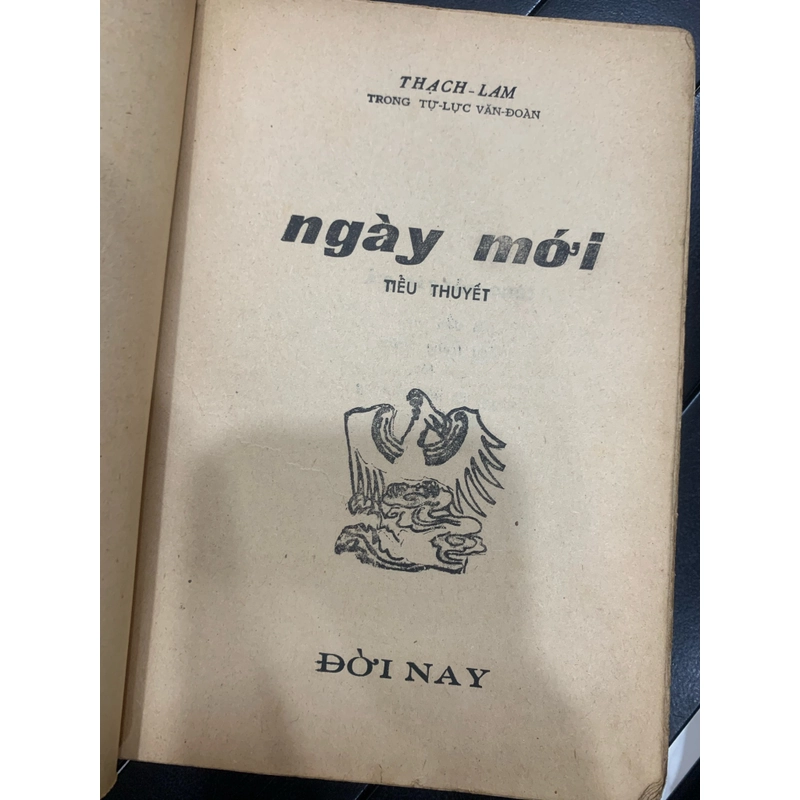 THẠCH-LAM
TRONG TỰ-LỰC VĂN-ĐOÀN
ngày mới
TIỂU THUYẾT
ĐỜI NAY